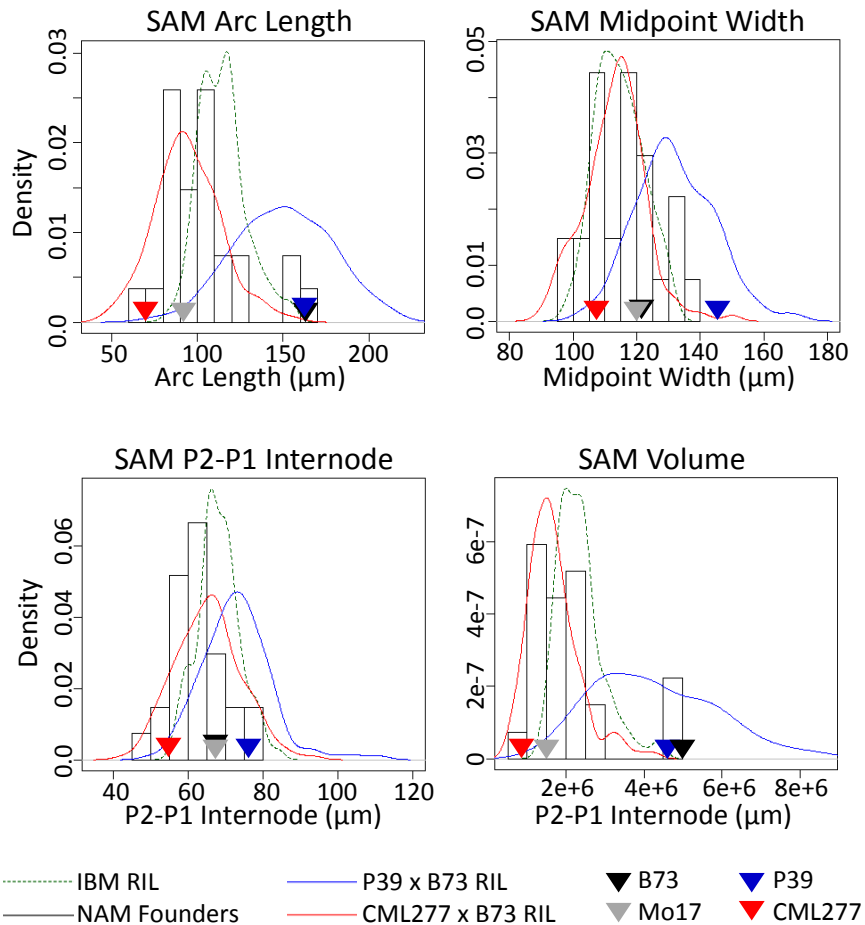 SAM Arc Length
SAM Midpoint Width
Density
0.0 0.01 0.02 0.03
50 100 150 200
Arc Length (µm)
0.0 0.01 0.03 0.05
80 100 120 140 160 180
Midpoint Width (µm)
SAM P2-P1 Internode
SAM Volume
Density
0.0 0.02 0.04 0.06
40 60 80 100 120
P2-P1 Internode (µm)
0 2e-7 4e-7 6e-7
2e+6 4e+6 6e+6 8e+6
P2-P1 Internode (µm)
IBM RIL
P39 x B73 RIL
B73
P39
NAM Founders
CML277 x B73 RIL
Mo17
CML277